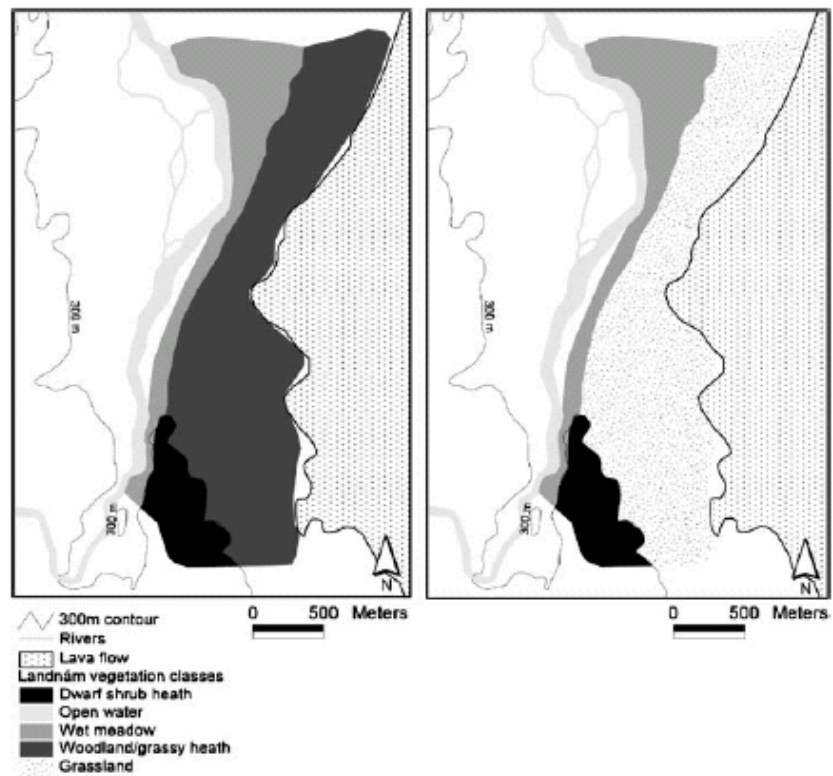 300 m
300 m
N
300 m
300 m
N
0 500 Meters
0 500 Meters
300m contour
Rivers
Lava flow
Landnám vegetation classes
Dwarf shrub heath
Open water
Wet meadow
Woodland/grassy heath
Grassland